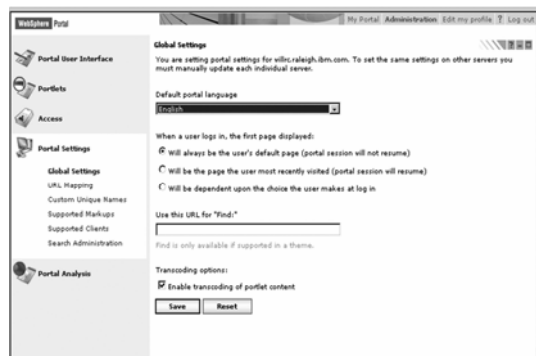 WebSphere Portal
My Portal Administration Edit my profile ? Log out
Portal User Interface
Portlets
Access
Portal Settings
Global Settings
URL Mapping
Custom Unique Names
Supported Markups
Supported Clients
Search Administration
Portal Analysis
Global Settings
You are setting portal settings for villrc.raleigh.ibm.com. To set the same settings on other servers you
must manually update each individual server.
Default portal language
English
When a user logs in, the first page displayed:
Will always be the user's default page (portal session will not resume)
Will be the page the user most recently visited (portal session will resume)
Will be dependent upon the choice the user makes at log in
Use this URL for "Find:"
Find is only available if supported in a theme.
Transcoding options:
Enable transcoding of portlet content
Save Reset